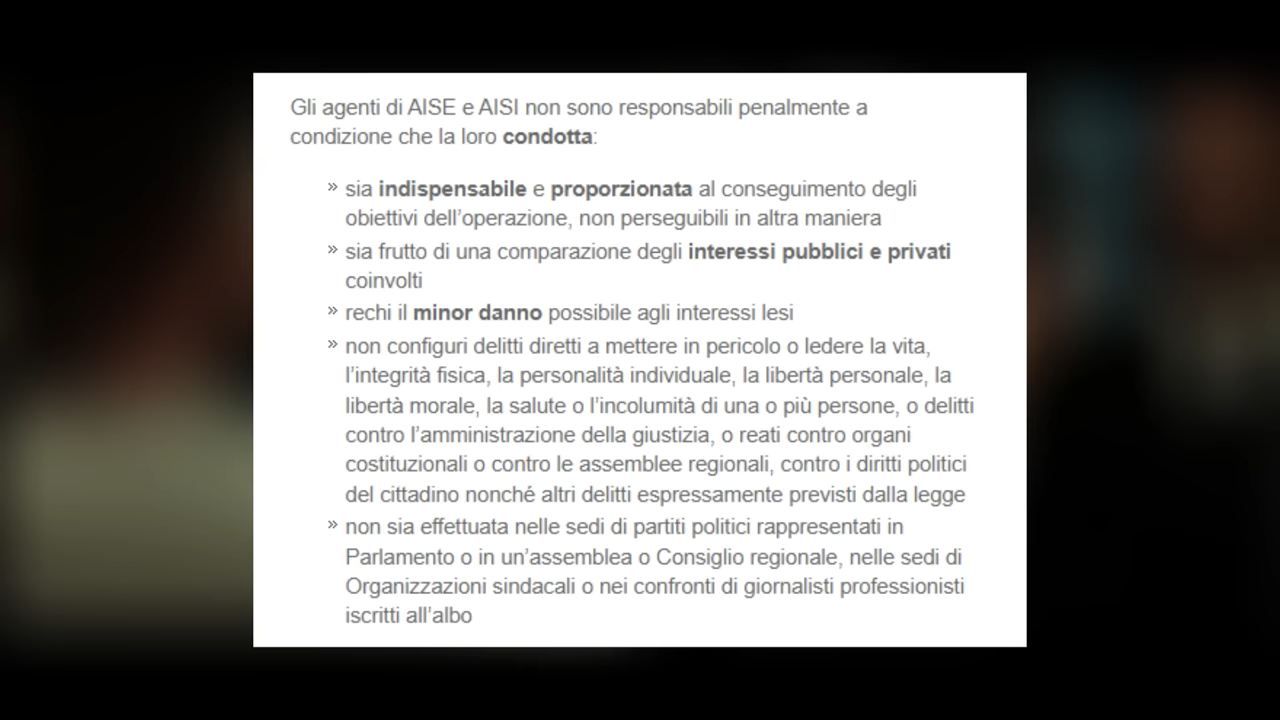 Gli agenti di AISE e AISI non sono responsabili penalmente a
condizione che la loro condotta:
» sia indispensabile e proporzionata al conseguimento degli
obiettivi dell'operazione, non perseguibili in altra maniera
» sia frutto di una comparazione degli interessi pubblici e privati
coinvolti
» rechi il minor danno possibile agli interessi lesi
» non configuri delitti diretti a mettere in pericolo o ledere la vita,
l'integrità fisica, la personalità individuale, la libertà personale, la
libertà morale, la salute o l'incolumità di una o più persone, o delitti
contro l'amministrazione della giustizia, o reati contro organi
costituzionali o contro le assemblee regionali, contro i diritti politici
del cittadino nonché altri delitti espressamente previsti dalla legge
» non sia effettuata nelle sedi di partiti politici rappresentati in
Parlamento o in un'assemblea o Consiglio regionale, nelle sedi di
Organizzazioni sindacali o nei confronti di giornalisti professionisti
iscritti all'albo